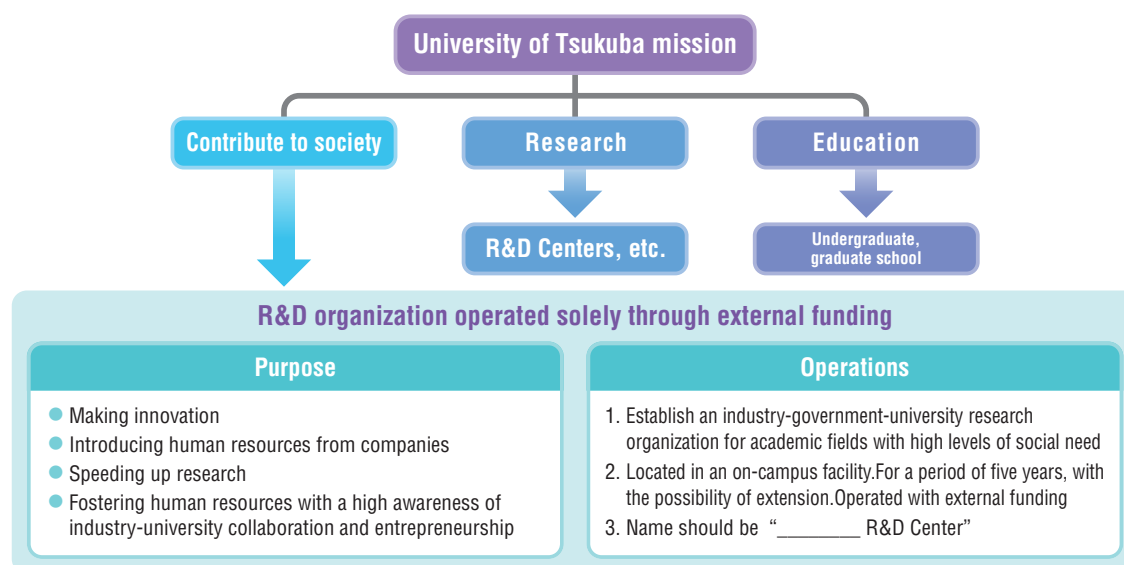 University of Tsukuba mission
Contribute to society
Research
Education
R&D Centers, etc.
Undergraduate,
graduate school
R&D organization operated solely through external funding
Purpose
● Making innovation
● Introducing human resources from companies
● Speeding up research
● Fostering human resources with a high awareness of
industry-university collaboration and entrepreneurship
Operations
1. Establish an industry-government-university research
organization for academic fields with high levels of social need
2. Located in an on-campus facility.For a period of five years, with
the possibility of extension.Operated with external funding
3. Name should be “________ R&D Center”